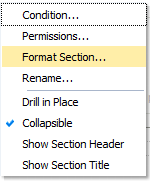 Condition...
Permissions...
Format Section...
Rename...
Drill in Place
Collapsible
Show Section Header
Show Section Title